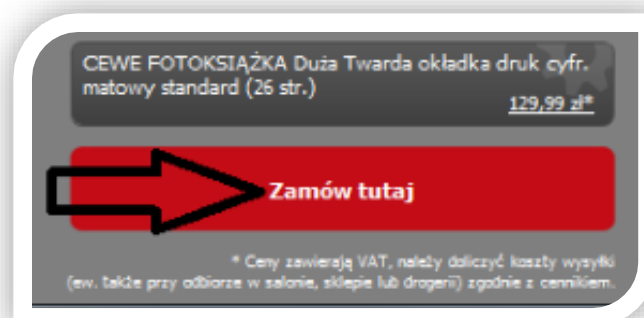 CEWE FOTOKSIĄŻKA Duża Twarda okładka druk cyfr.
matowy standard (26 str.)
129,99 zł*
Zamów tutaj
* Ceny zawierają VAT, należy doliczyć koszty wysyłki
(ew. także przy odbiorze w salonie, sklepie lub drogerii) zgodnie z cennikiem.